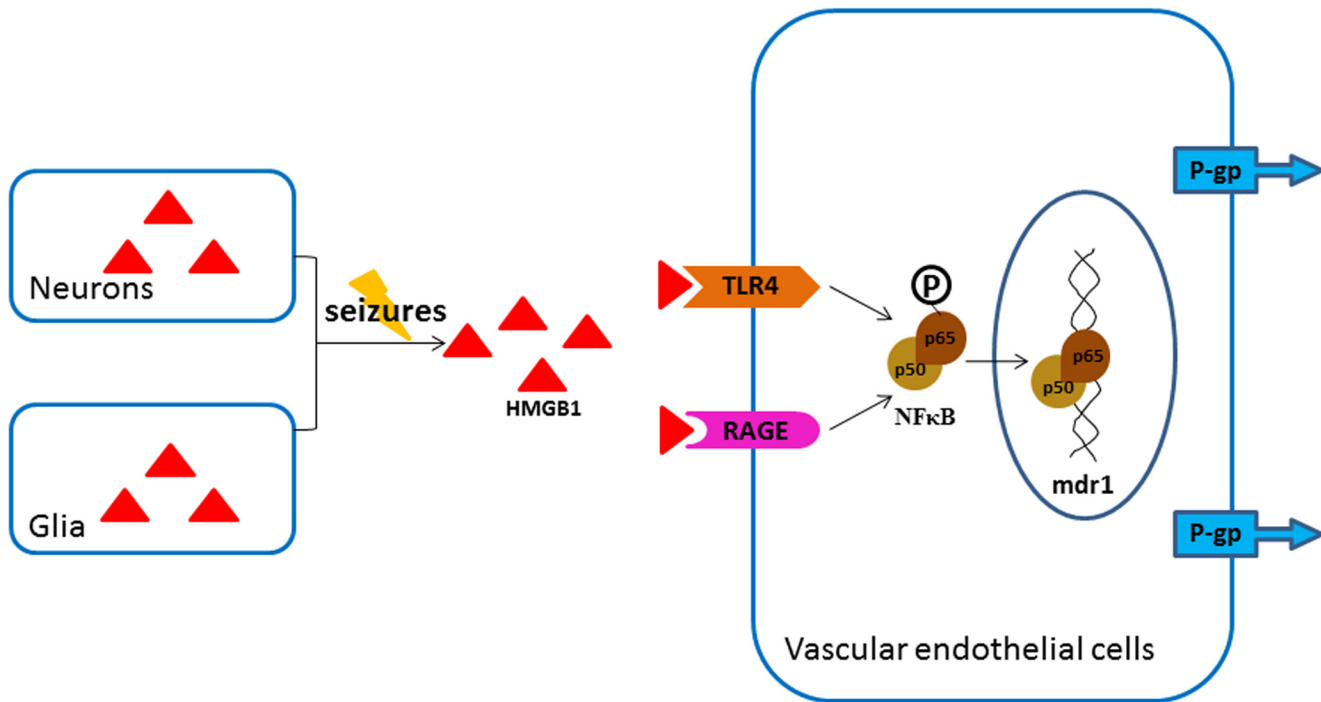 Neurons
Glia
seizures
HMGB1
TLR4
RAGE
P
p65
p50
NFκB
p65
p50
mdr1
P-gp
P-gp
Vascular endothelial cells